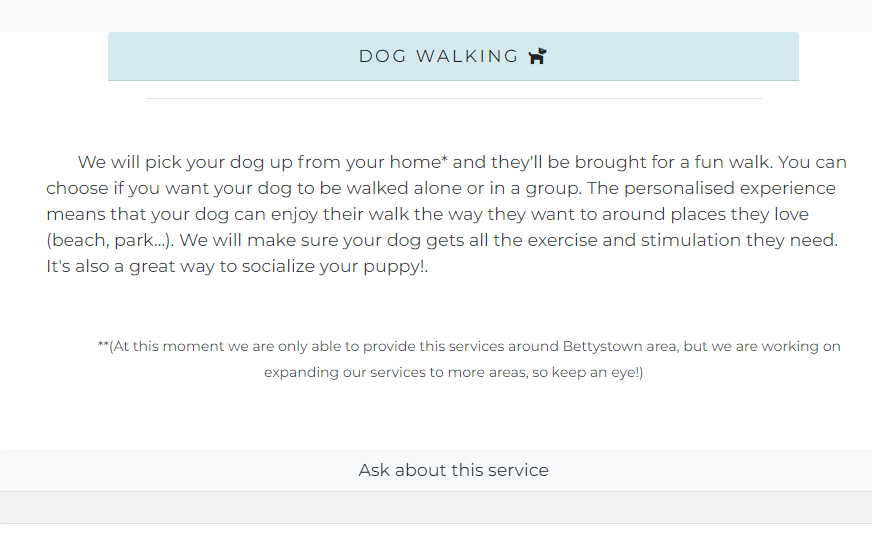 DOG WALKING
We will pick your dog up from your home* and they'll be brought for a fun walk. You can
choose if you want your dog to be walked alone or in a group. The personalised experience
means that your dog can enjoy their walk the way they want to around places they love
(beach, park...). We will make sure your dog gets all the exercise and stimulation they need.
It's also a great way to socialize your puppy!.
**(At this moment we are only able to provide this services around Bettystown area, but we are working on
expanding our services to more areas, so keep an eye!)
Ask about this service